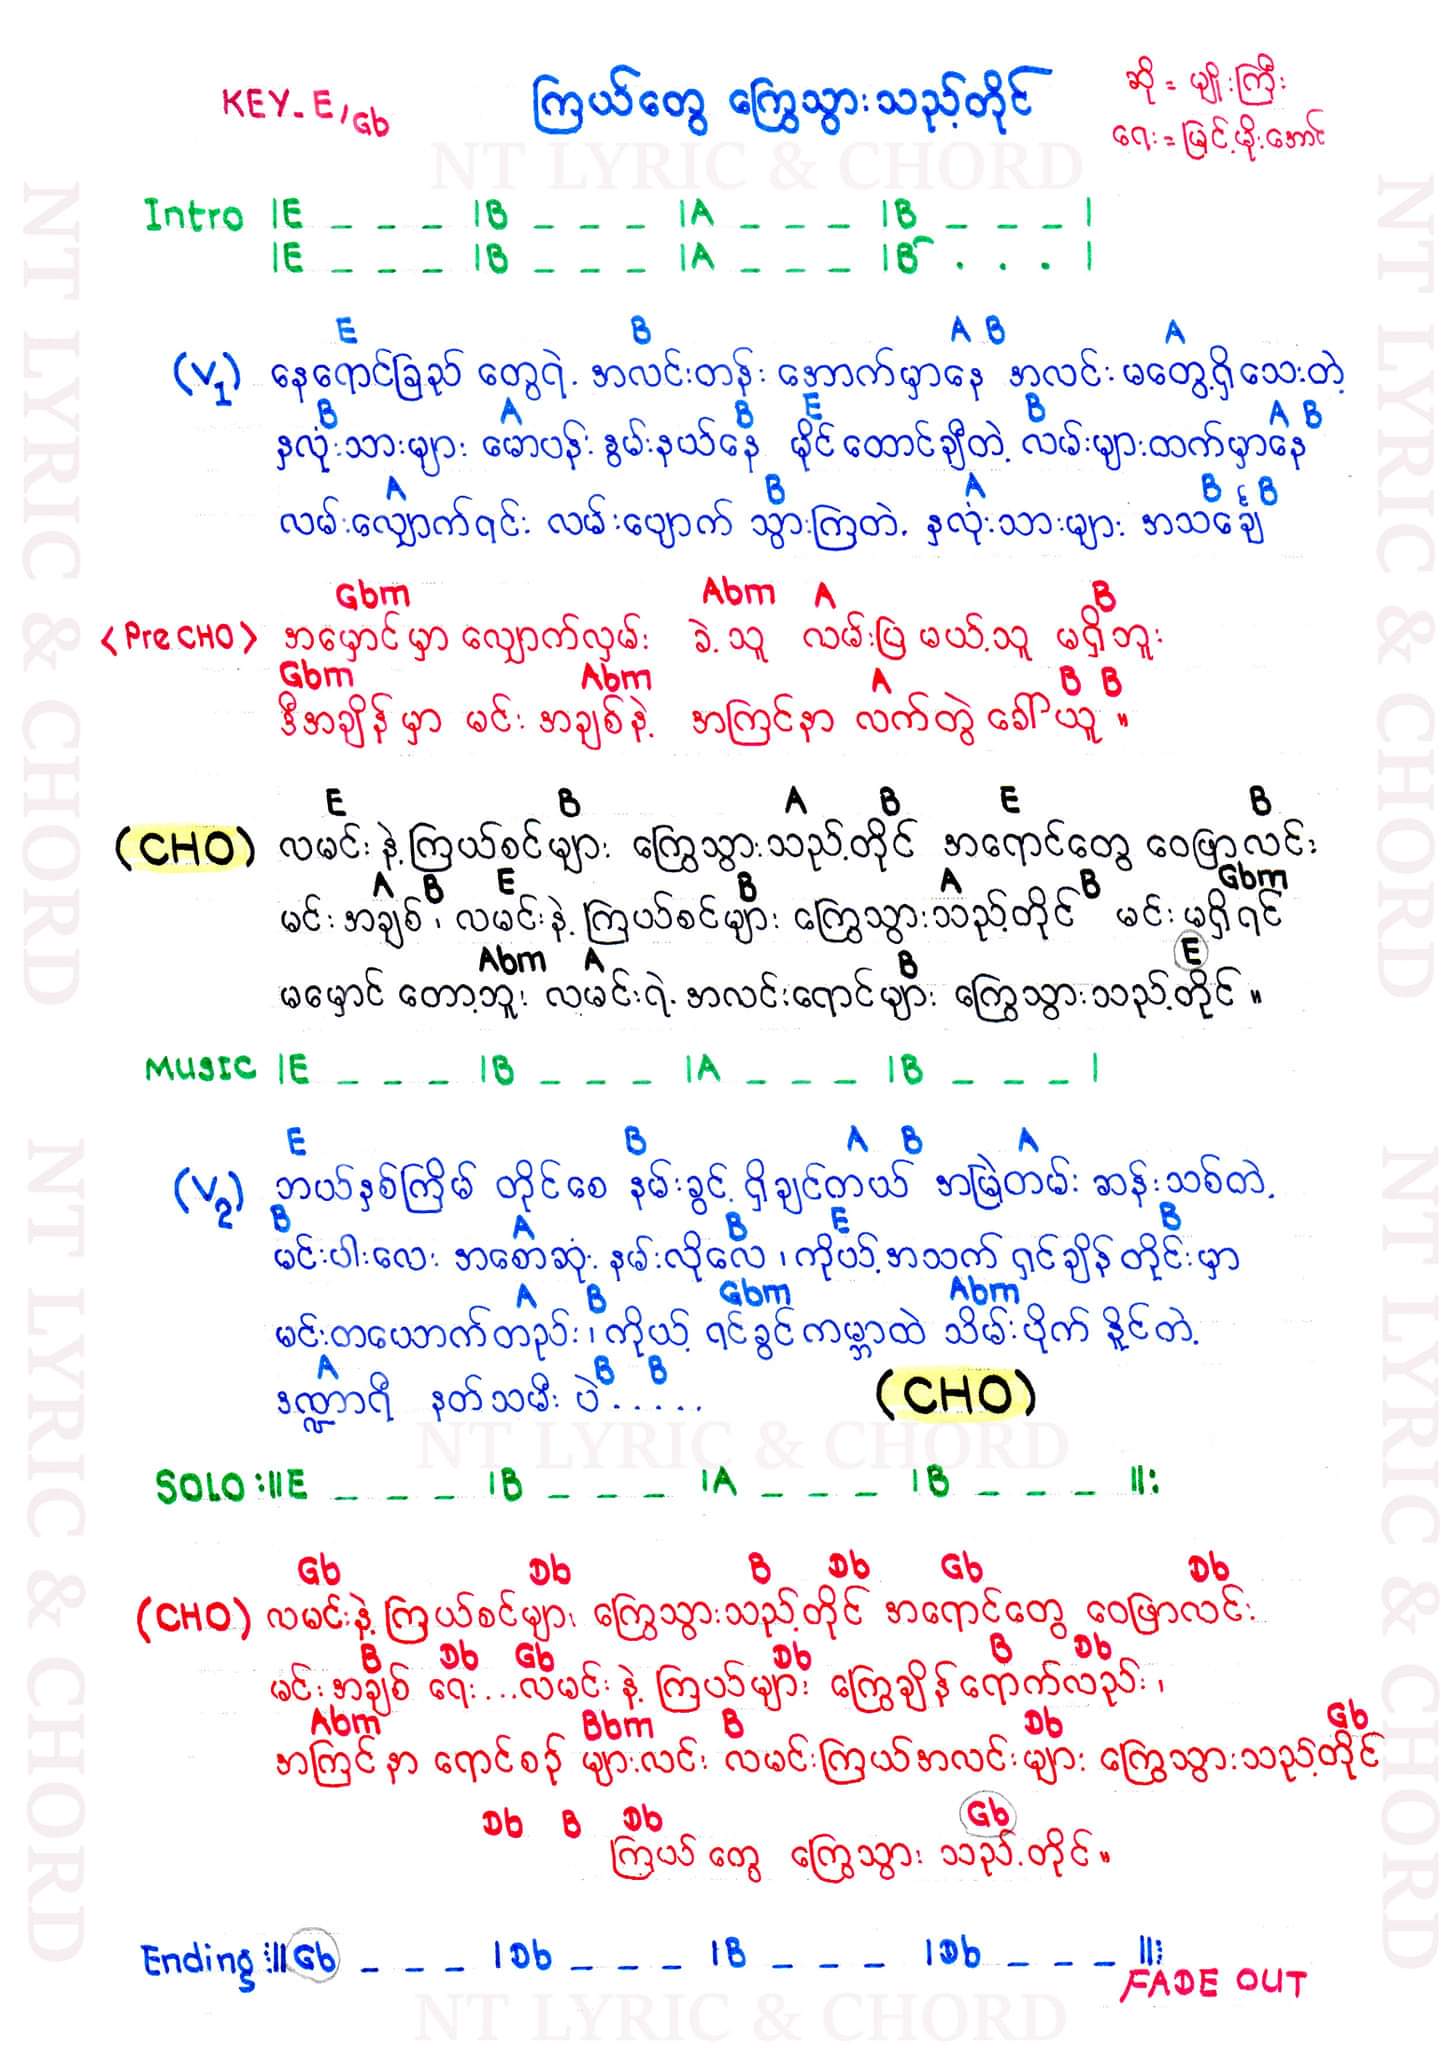 KEY_ E/Gb
ကြယ်တွေ ကြွေသွားသည့်တိုင်
ဆို = မျိုးကြီး
ရေး = မြင့်မိုးအောင်
NT LYRIC & CHORD
Intro |E _ _ _ |B _ _ _ |A _ _ _ |B _ _ _ |
|E _ _ _ |B _ _ _ |A _ _ _ |B . . . |
E B A B A
(V1) နေရောင်ခြည် တွေရဲ့ အလင်းတန်း အောက်မှာနေ အလင်း မတွေ့ရှိသေးတဲ့
B A B E B A B
နှလုံးသားများ မောပန်း နွမ်းနယ်နေ မိုင်ထောင်ချီတဲ့ လမ်းများထက်မှာနေ
A B A B B
လမ်းလျှောက်ရင်း လမ်းပျောက် သွားကြတဲ့ နှလုံးသားများ အသချေ်
Gbm Abm A B
<Pre CHO> အမှောင်မှာ လျှောက်လှမ်း ခဲ့သူ လမ်းပြ မယ့်သူ မရှိဘူး
Gbm Abm A B B
ဒီအချိန်မှာ မင်းအချစ်နဲ့ အကြင်နာ လက်တွဲ ခေါ်ယူ ။
E B A B E B
(CHO) လမင်းနဲ့ ကြယ်စင်များ ကြွေသွားသည့်တိုင် အရောင်တွေ ဝေဖြာလင်း
A B E B A B Gbm
မင်းအချစ် ၊ လမင်းနဲ့ ကြယ်စင်များ ကြွေသွားသည့်တိုင် မင်းမရှိရင်
Abm A B E
မမှောင် တော့ဘူး လမင်းရဲ့ အလင်းရောင်များ ကြွေသွားသည့်တိုင် ။
MUSIC |E _ _ _ |B _ _ _ |A _ _ _ |B _ _ _ |
E B A B A
(V2) ဘယ်နှစ်ကြိမ် တိုင်စေ နမ်းခွင့် ရှိချင်တယ် အမြဲတမ်း ဆန်းသစ်တဲ့
B A B E B
မင်းပါးလေး အစောဆုံး နမ်းလိုလေ ၊ ကိုယ့်အသက် ရှင်ချိန်တိုင်းမှာ
A B Gbm Abm
မင်းတယောက်တည်း ၊ ကိုယ့် ရင်ခွင်ကမ္ဘာထဲ သိမ်းပိုက် နိုင်တဲ့
A B B
ဒဏ္ဍာရီ နတ်သမီး ပဲ . . . . .
(CHO)
SOLO :||E _ _ _ |B _ _ _ |A _ _ _ |B _ _ _ ||:
Gb Db B Db Gb Db
(CHO) လမင်းနဲ့ ကြယ်စင်များ ကြွေသွားသည့်တိုင် အရောင်တွေ ဝေဖြာလင်း
B Db Gb Db B Db
မင်းအချစ် ရေး...လမင်းနဲ့ ကြယ်များ ကြွေချိန်ရောက်လည်း ၊
Abm Bbm B Db Gb
အကြင်နာ ရောင်စဉ် များလင်း လမင်းကြယ်အလင်းများ ကြွေသွားသည့်တိုင်
Db B Db Gb
ကြယ်တွေ ကြွေသွား သည့်တိုင် ။
Ending :|||Gb _ _ _ |Db _ _ _ |B _ _ _ |Db _ _ _ ||:
FADE OUT
NT LYRIC & CHORD
NT LYRIC & CHORD
NT LYRIC & CHORD
NT LYRIC & CHORD
NT LYRIC & CHORD
NT LYRIC & CHORD